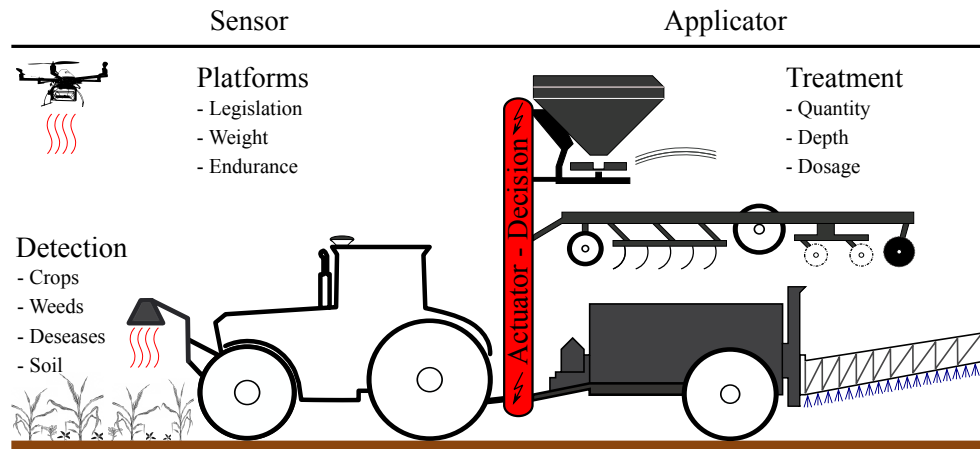 Sensor
Applicator
Platforms
- Legislation
- Weight
- Endurance
Treatment
- Quantity
- Depth
- Dosage
Actuator - Decision
Detection
- Crops
- Weeds
- Deseases
- Soil